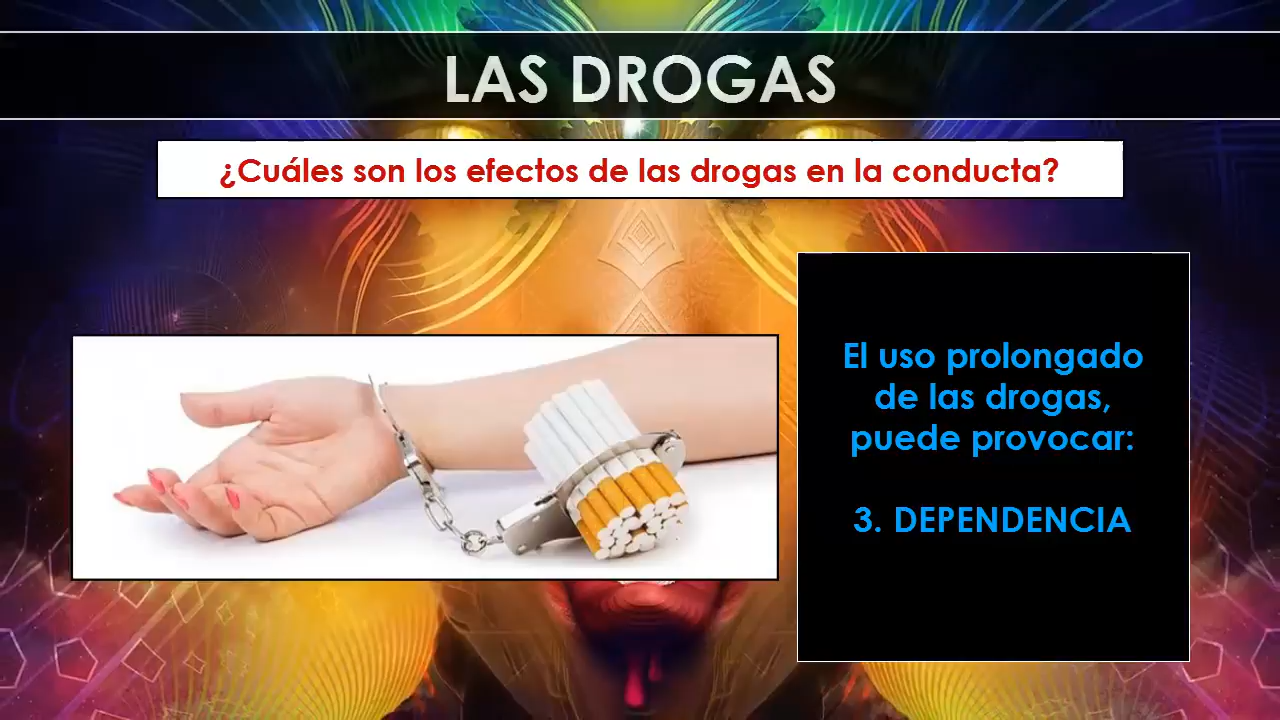 LAS DROGAS
¿Cuáles son los efectos de las drogas en la conducta?
El uso prolongado
de las drogas,
puede provocar:
3. DEPENDENCIA